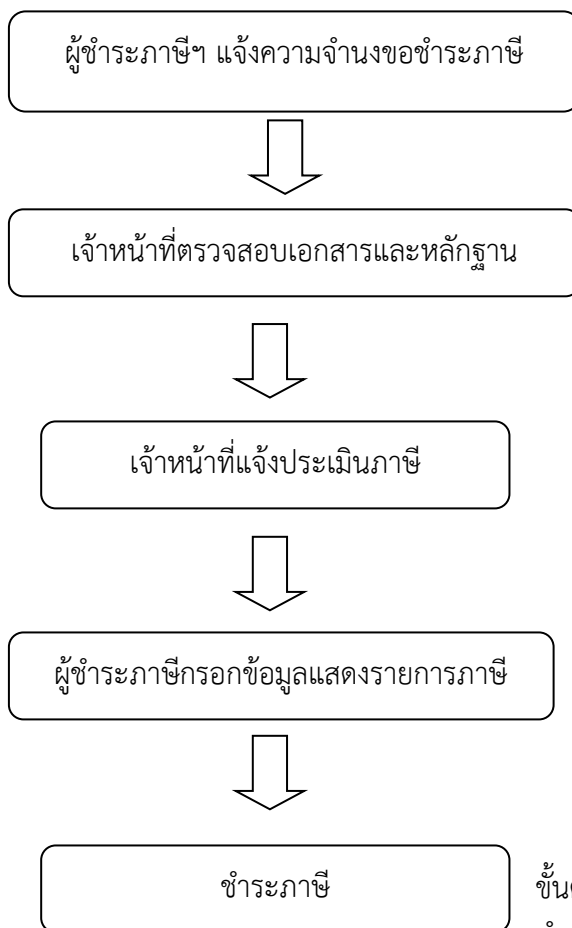 ผู้ชำระภาษีฯ แจ้งความจำนงขอชำระภาษี
เจ้าหน้าที่ตรวจสอบเอกสารและหลักฐาน
เจ้าหน้าที่แจ้งประเมินภาษี
ผู้ชำระภาษีกรอกข้อมูลแสดงรายการภาษี
ชำระภาษี